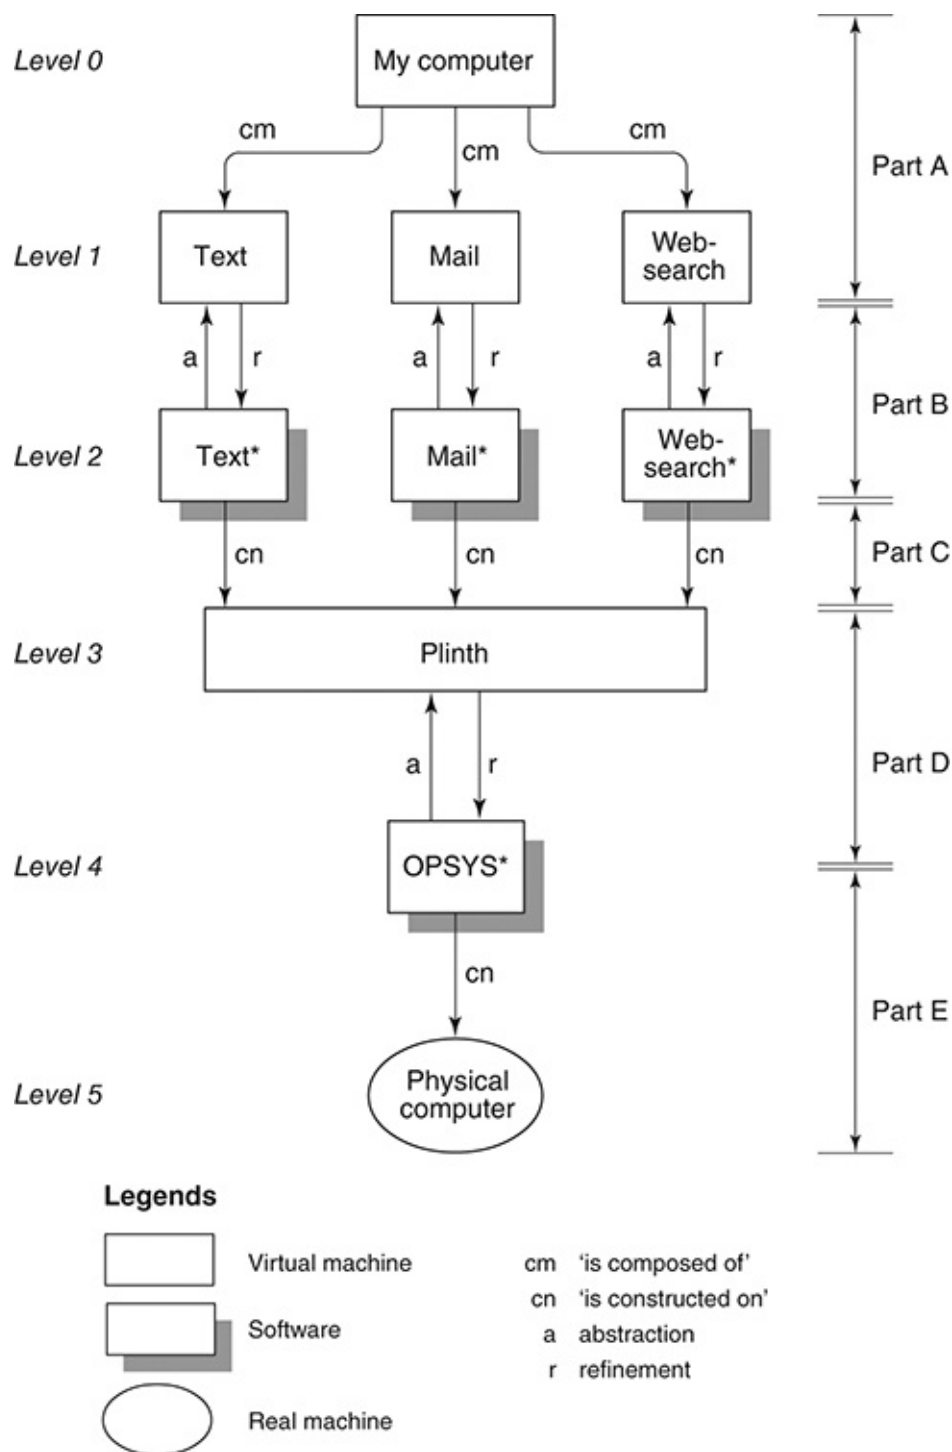 Level 0
My computer
cm
cm
cm
Part A
Level 1
Text
Mail
Web-
search
a
r
a
r
a
r
Part B
Level 2
Text*
Mail*
Web-
search*
cn
cn
cn
Part C
Level 3
Plinth
a
r
Part D
Level 4
OPSYS*
cn
Part E
Level 5
Physical
computer
Legends
Virtual machine
Software
Real machine
cm 'is composed of'
cn 'is constructed on'
a abstraction
r refinement